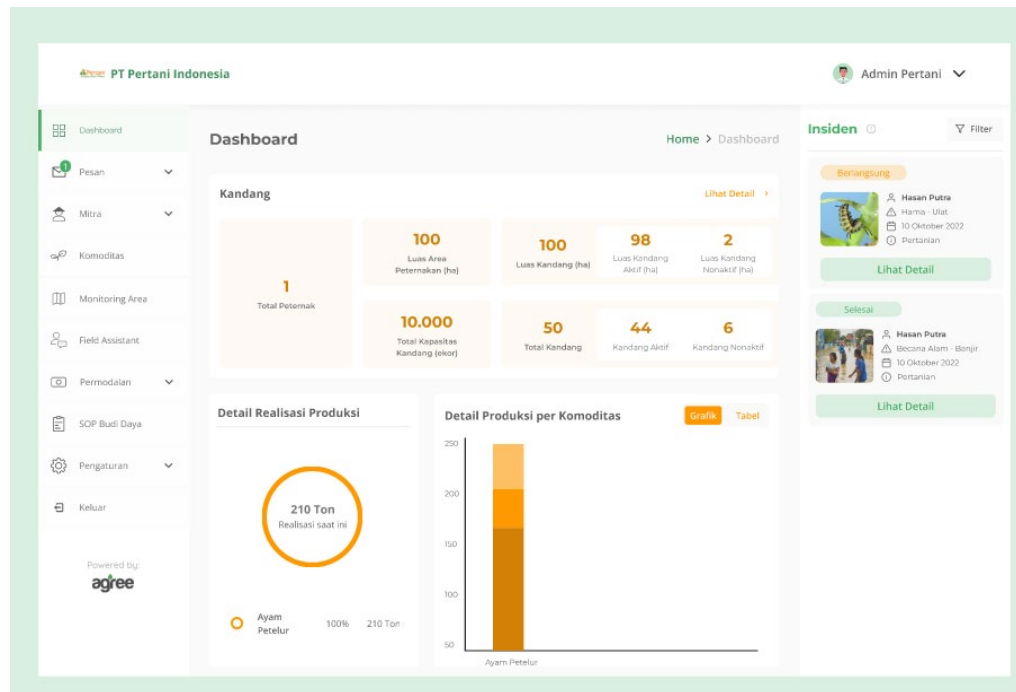 PT Pertani Indonesia
Admin Pertani
Dashboard
1
Pesan
Mitra
Komoditas
Monitoring Area
Field Assistant
Permodalan
SOP Budi Daya
Pengaturan
Keluar
Powered by:
agree
Dashboard
Home > Dashboard
Kandang
Lihat Detail >
1
Total Peternak
100
Luas Area
Peternakan (ha)
100
Luas Kandang (ha)
98
Luas Kandang
Aktif (ha)
2
Luas Kandang
Nonaktif (ha)
10.000
Total Kapasitas
Kandang (ekor)
50
Total Kandang
44
Kandang Aktif
6
Kandang Nonaktif
Detail Realisasi Produksi
210 Ton
Realisasi saat ini
Ayam
Petelur
100%
210 Ton
Detail Produksi per Komoditas
Grafik
Tabel
250
200
150
100
50
Ayam Petelur
Insiden
Filter
Berlangsung
Hasan Putra
Hama - Ulat
10 Oktober 2022
Pertanian
Lihat Detail
Selesai
Hasan Putra
Becana Alam - Banjir
10 Oktober 2022
Pertanian
Lihat Detail